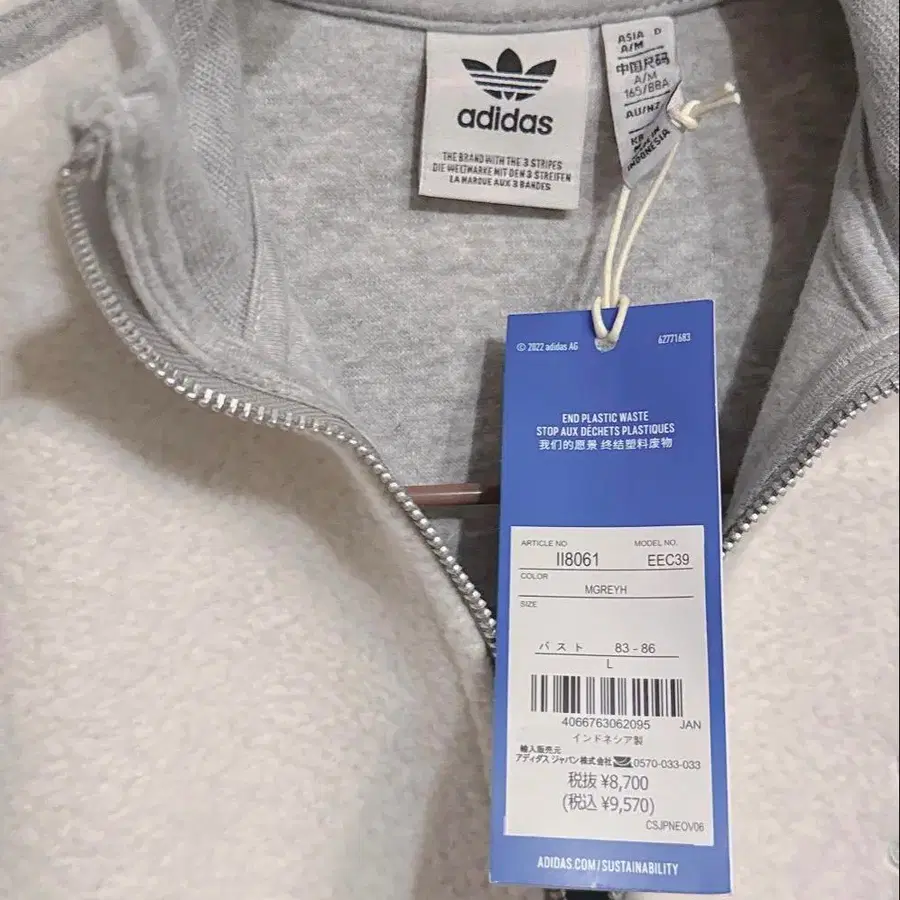 adidas
THE BRAND WITH THE 3 STRIPES
DIE WELTMARKE MIT DEN 3 STREIFEN
LA MARQUE AUX 3 BANDES
ASIA D
A/M
中国尺码
A/M
165/88A
AU/NZ
KR
MADE IN
INDONESIA
© 2022 adidas AG
62771683
END PLASTIC WASTE
STOP AUX DÉCHETS PLASTIQUES
我们的愿景 终结塑料废物
ARTICLE NO MODEL NO.
II8061 EEC39
COLOR
MGREYH
SIZE
バスト 83 - 86
L
4066763062095 JAN
インドネシア製
輸入販売元
アディダス ジャパン株式会社 0570-033-033
税抜 ¥8,700
(税込 ¥9,570)
CSJPNEOV06
ADIDAS.COM/SUSTAINABILITY